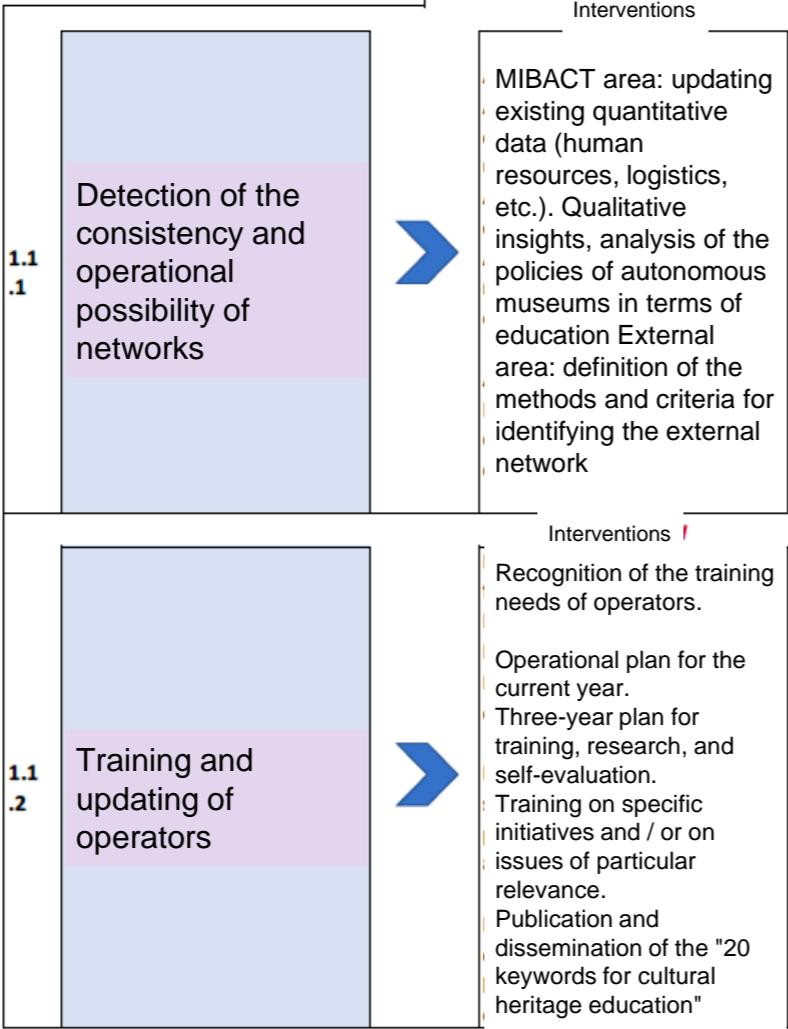 Interventions
1.1
.1
Detection of the
consistency and
operational
possibility of
networks
MIBACT area: updating
existing quantitative
data (human
resources, logistics,
etc.). Qualitative
insights, analysis of the
policies of autonomous
museums in terms of
education External
area: definition of the
methods and criteria for
identifying the external
network
Interventions
1.1
.2
Training and
updating of
operators
Recognition of the training
needs of operators.
Operational plan for the
current year.
Three-year plan for
training, research, and
self-evaluation.
Training on specific
initiatives and / or on
issues of particular
relevance.
Publication and
dissemination of the "20
keywords for cultural
heritage education"